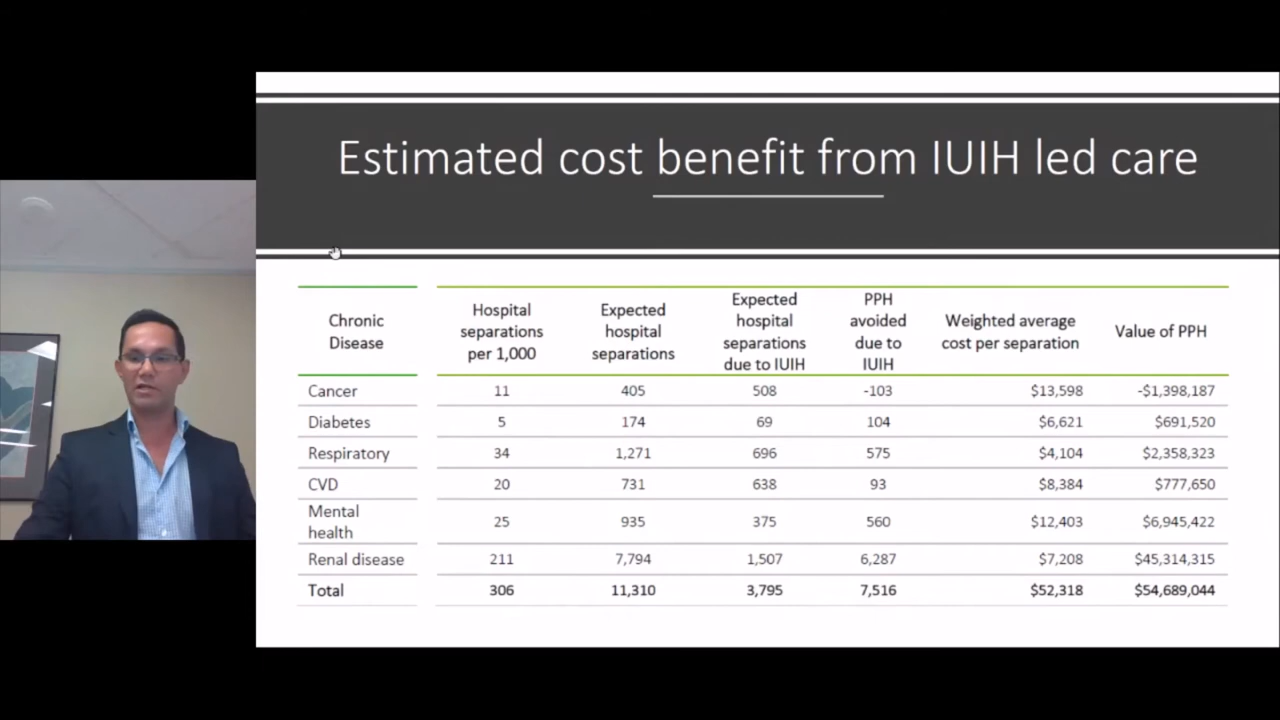 Estimated cost benefit from IUIH led care
Chronic
Disease
Hospital
separations
per 1,000
Expected
hospital
separations
Expected
hospital
separations
due to IUIH
PPH
avoided
due to
IUIH
Weighted average
cost per separation
Value of PPH
Cancer 11 405 508 -103 $13,598 -$1,398,187
Diabetes 5 174 69 104 $6,621 $691,520
Respiratory 34 1,271 696 575 $4,104 $2,358,323
CVD 20 731 638 93 $8,384 $777,650
Mental
health 25 935 375 560 $12,403 $6,945,422
Renal disease 211 7,794 1,507 6,287 $7,208 $45,314,315
Total 306 11,310 3,795 7,516 $52,318 $54,689,044